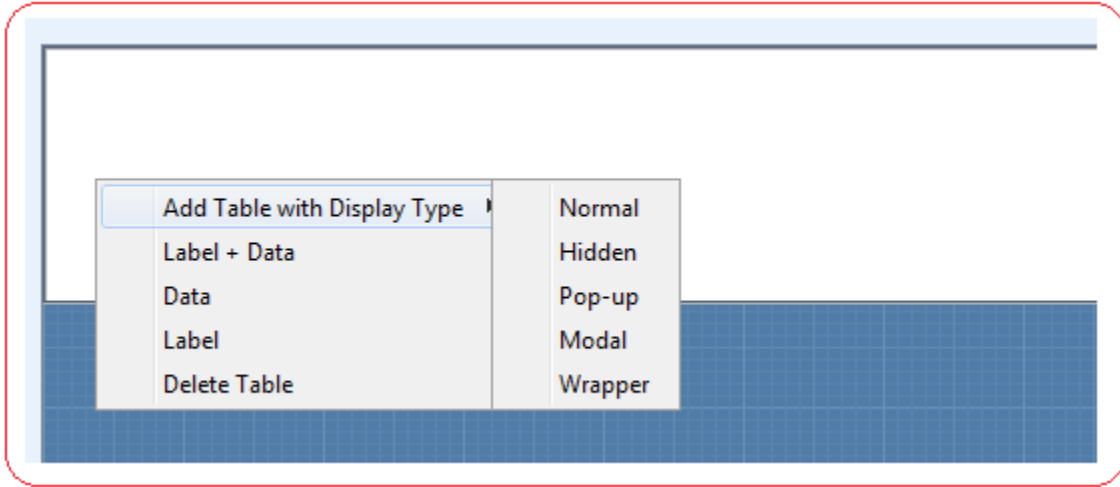 Add Table with Display Type
Label + Data
Data
Label
Delete Table
Normal
Hidden
Pop-up
Modal
Wrapper